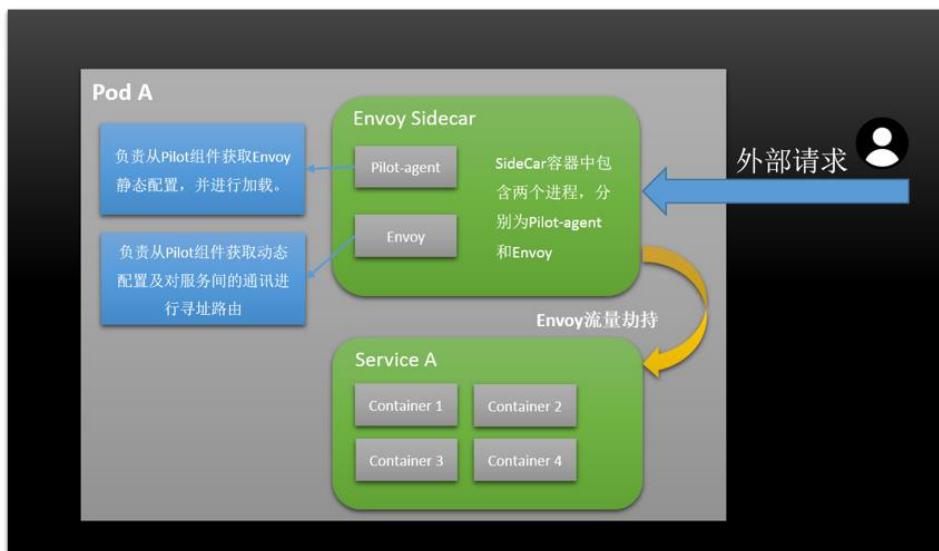 Pod A
负责从Pilot组件获取Envoy
静态配置，并进行加载。
负责从Pilot组件获取动态
配置及对服务间的通讯进
行寻址路由
Envoy Sidecar
Pilot-agent
Envoy
SideCar容器中包
含两个进程，分
别为Pilot-agent
和Envoy
外部请求
Envoy流量劫持
Service A
Container 1
Container 2
Container 3
Container 4